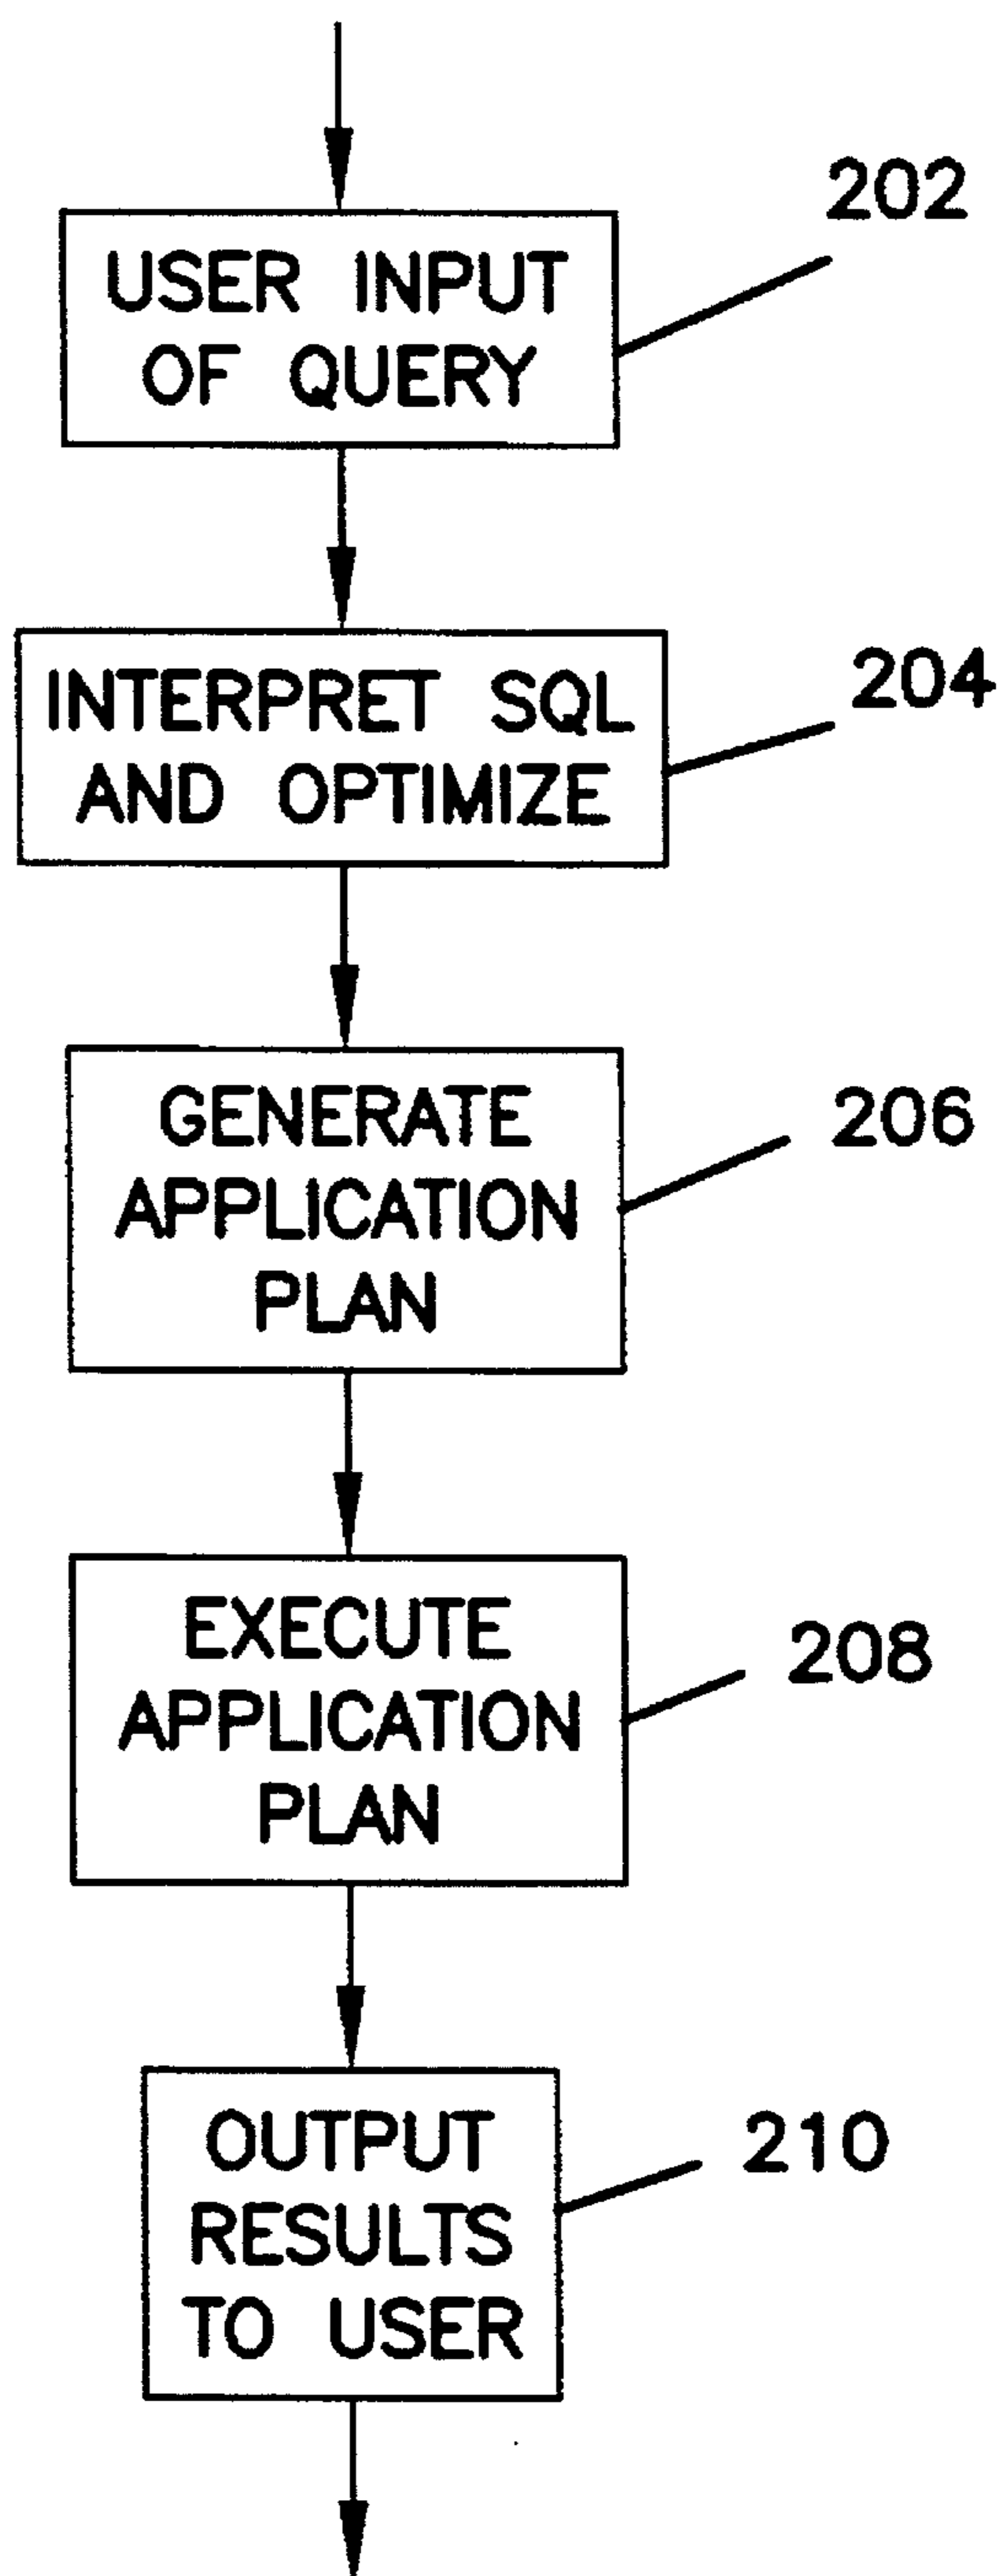 202
USER INPUT
OF QUERY
204
INTERPRET SQL
AND OPTIMIZE
206
GENERATE
APPLICATION
PLAN
208
EXECUTE
APPLICATION
PLAN
210
OUTPUT
RESULTS
TO USER